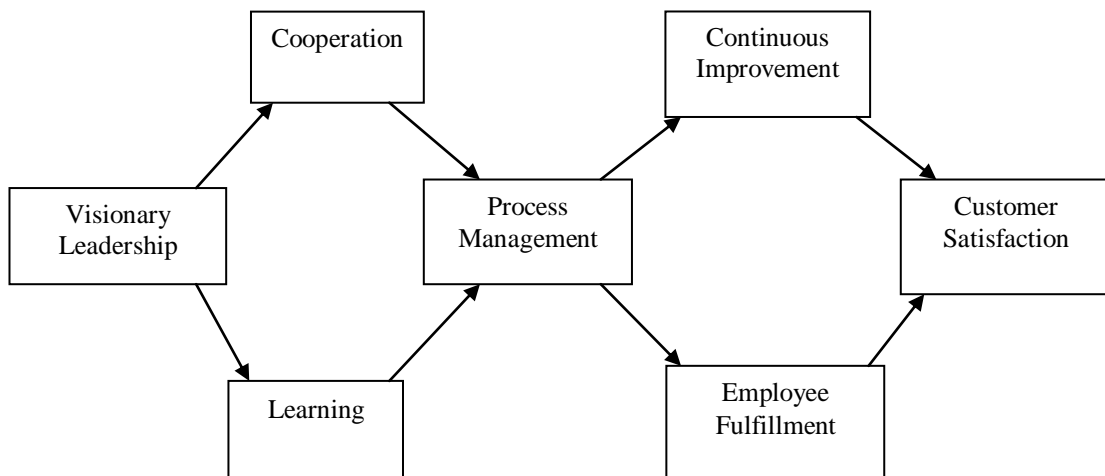 Cooperation
Continuous
Improvement
Visionary
Leadership
Process
Management
Customer
Satisfaction
Learning
Employee
Fulfillment